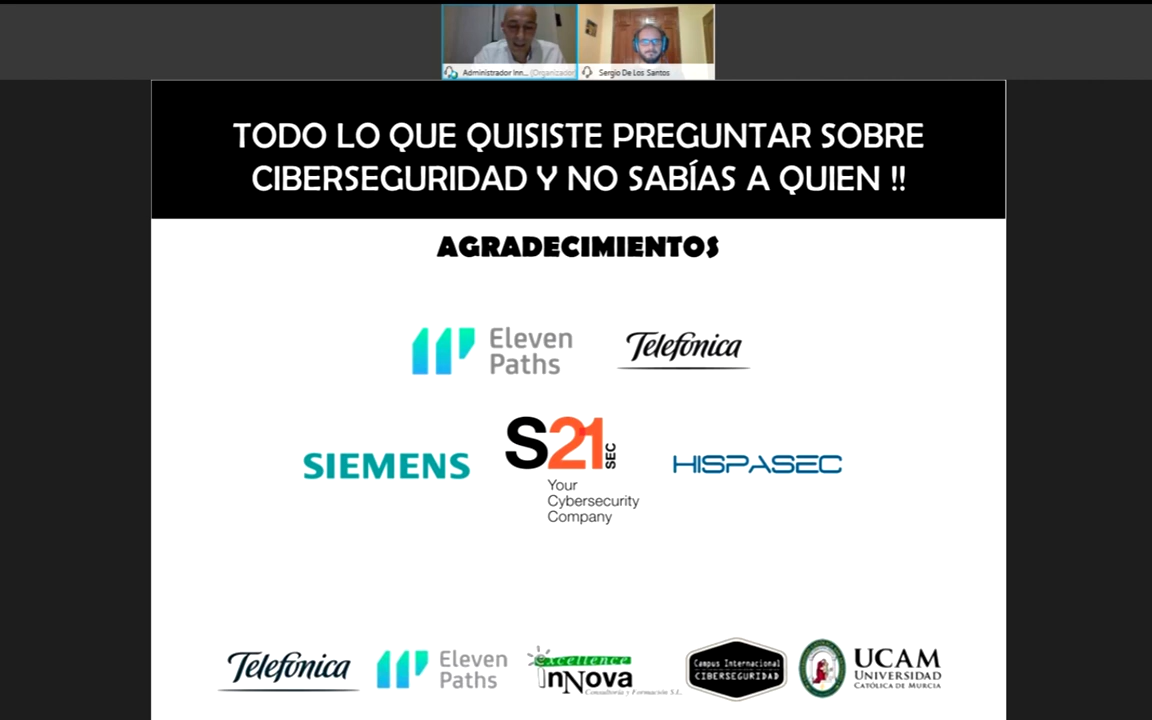 Administrador Inn... (Organizador
Sergio De Los Santos
TODO LO QUE QUISISTE PREGUNTAR SOBRE
CIBERSEGURIDAD Y NO SABÍAS A QUIEN !!
AGRADECIMIENTOS
Eleven
Paths
Telefónica
SIEMENS
S21
SEC
Your
Cybersecurity
Company
HISPASEC
Telefónica
Eleven
Paths
excellence
inNova
Consultoría y Formación S.L.
Campus Internacional
CIBERSEGURIDAD
UCAM
UNIVERSIDAD
CATÓLICA DE MURCIA